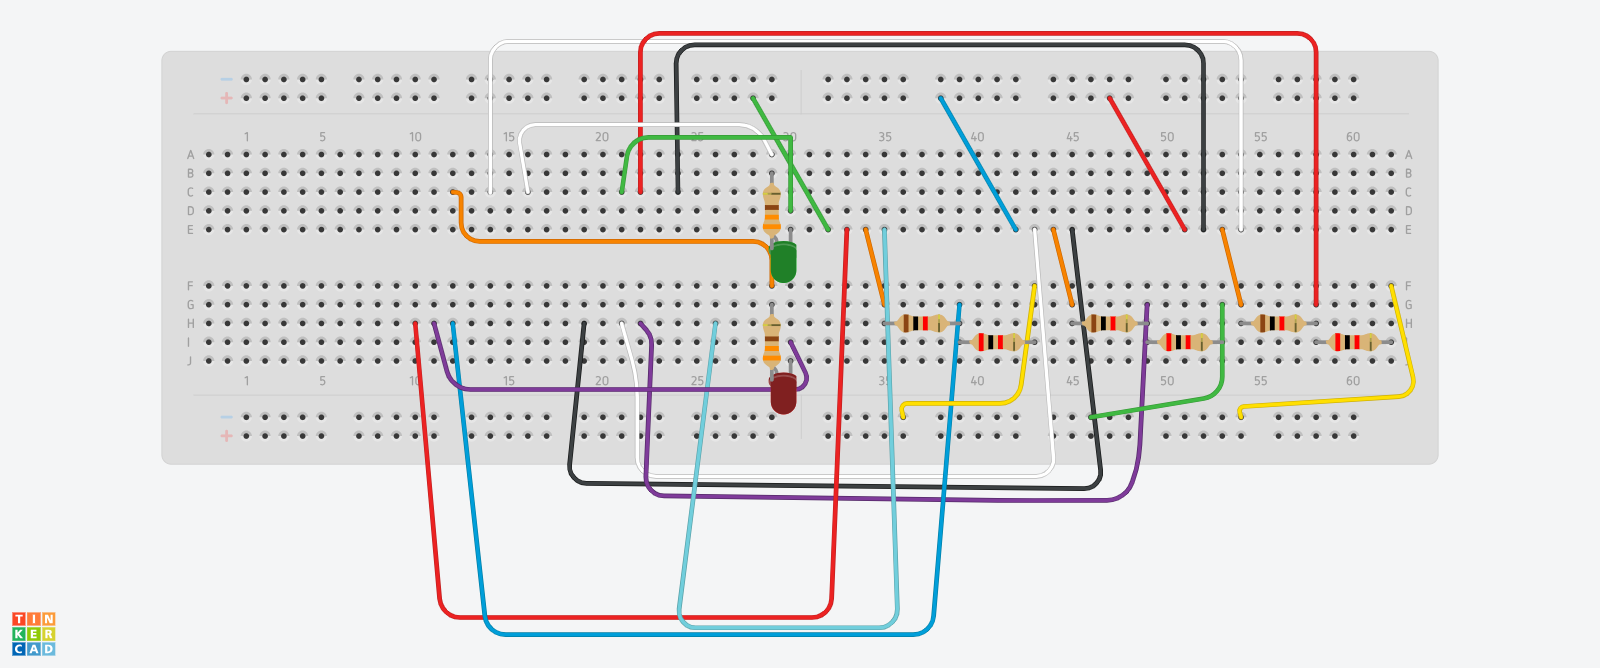 − −
+ +
1 5 10 15 20 25 30 35 40 45 50 55 60
A A
B B
C C
D D
E E
F F
G G
H H
I I
J J
1 5 10 15 20 25 35 40 45 50 55 60
−
+
TIN
KER
CAD